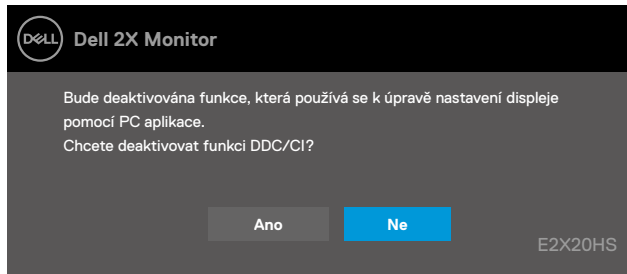 DELL Dell 2X Monitor
Bude deaktivována funkce, která používá se k úpravě nastavení displeje
pomocí PC aplikace.
Chcete deaktivovat funkci DDC/CI?
Ano Ne
E2X20HS